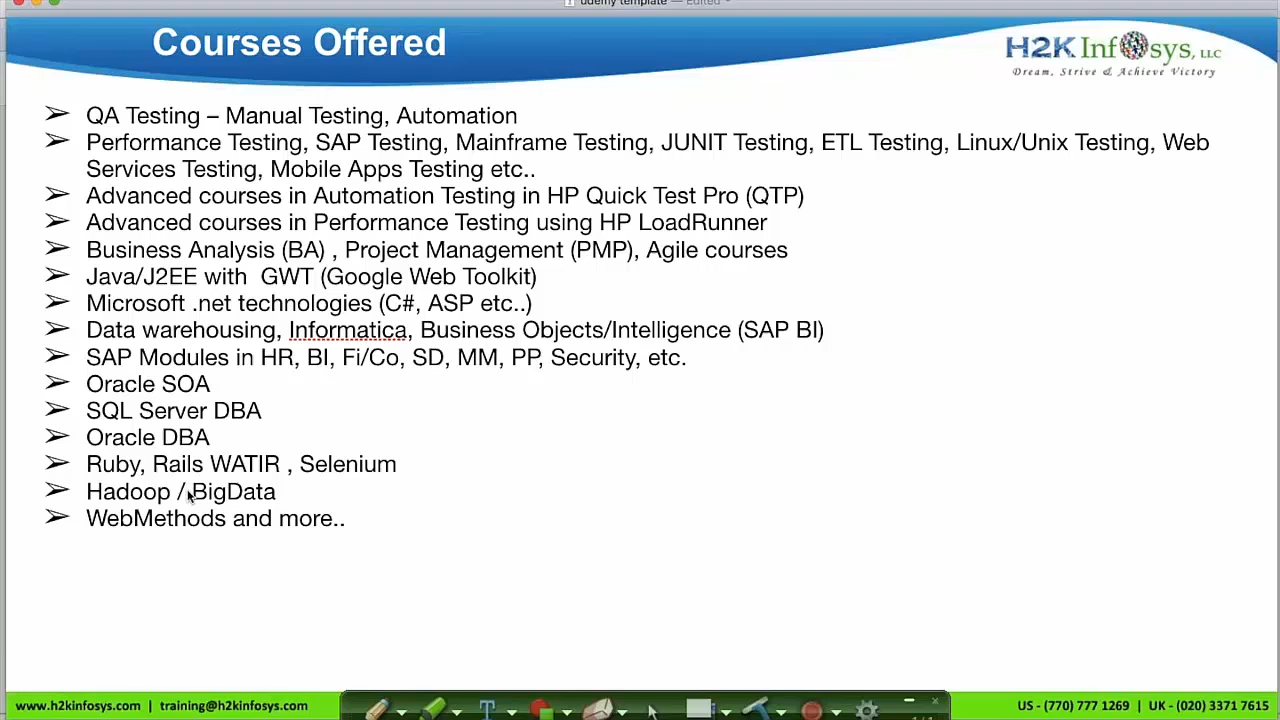 udemy template — Edited
Courses Offered
H2K Infosys, LLC
Dream, Strive & Achieve Victory
➢ QA Testing – Manual Testing, Automation
➢ Performance Testing, SAP Testing, Mainframe Testing, JUNIT Testing, ETL Testing, Linux/Unix Testing, Web
Services Testing, Mobile Apps Testing etc..
➢ Advanced courses in Automation Testing in HP Quick Test Pro (QTP)
➢ Advanced courses in Performance Testing using HP LoadRunner
➢ Business Analysis (BA) , Project Management (PMP), Agile courses
➢ Java/J2EE with  GWT (Google Web Toolkit)
➢ Microsoft .net technologies (C#, ASP etc..)
➢ Data warehousing, Informatica, Business Objects/Intelligence (SAP BI)
➢ SAP Modules in HR, BI, Fi/Co, SD, MM, PP, Security, etc.
➢ Oracle SOA
➢ SQL Server DBA
➢ Oracle DBA
➢ Ruby, Rails WATIR , Selenium
➢ Hadoop / BigData
➢ WebMethods and more..
www.h2kinfosys.com | training@h2kinfosys.com
US - (770) 777 1269 | UK - (020) 3371 7615